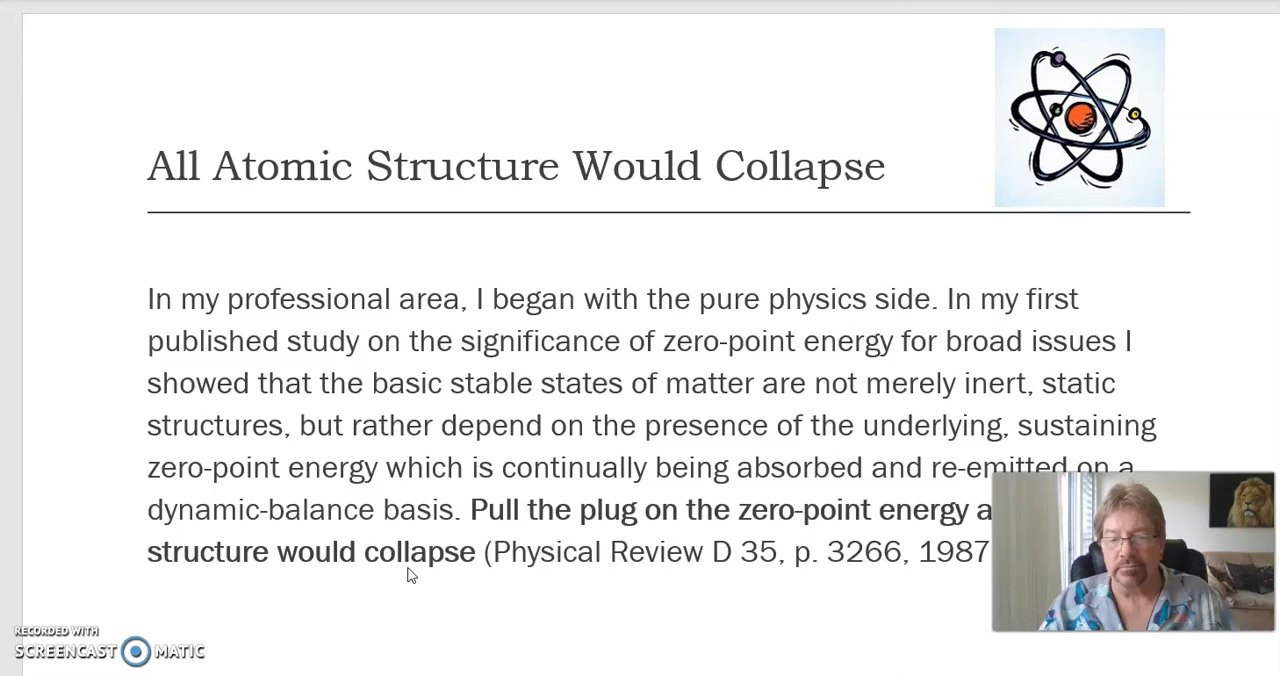 All Atomic Structure Would Collapse
In my professional area, I began with the pure physics side. In my first
published study on the significance of zero-point energy for broad issues I
showed that the basic stable states of matter are not merely inert, static
structures, but rather depend on the presence of the underlying, sustaining
zero-point energy which is continually being absorbed and re-emitted on a
dynamic-balance basis. Pull the plug on the zero-point energy a
structure would collapse (Physical Review D 35, p. 3266, 1987
RECORDED WITH
SCREENCAST MATIC